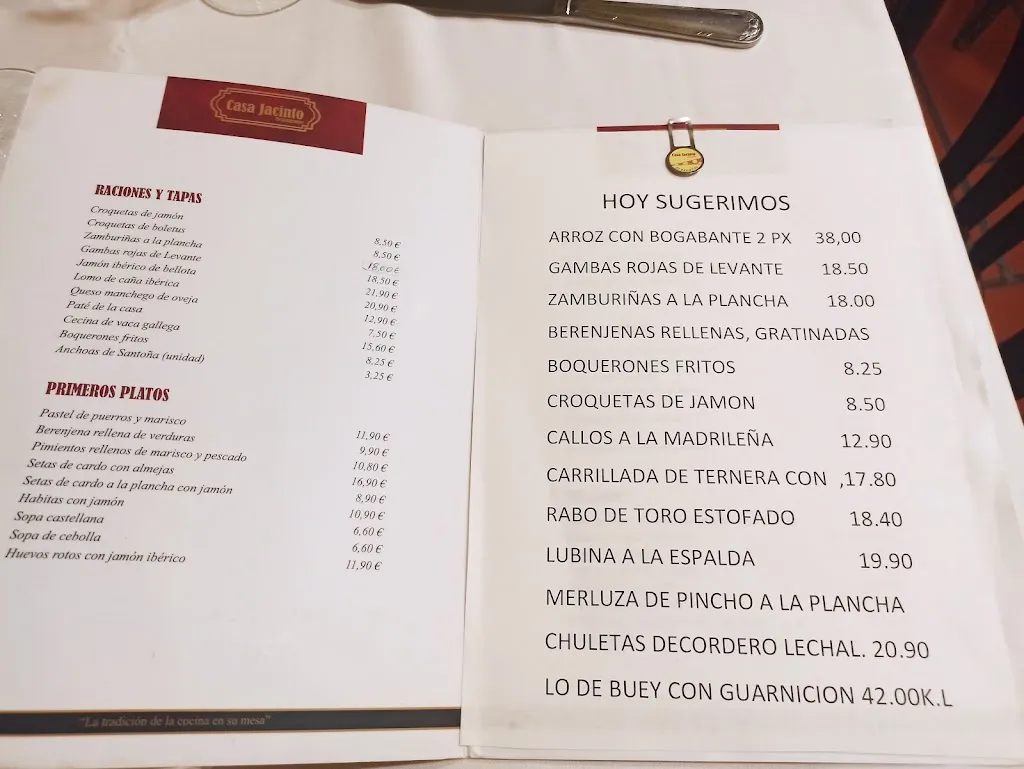 Casa Jacinto
RACIONES Y TAPAS
Croquetas de jamón 8,50 €
Croquetas de boletus 8,50 €
Zamburiñas a la plancha
Gambas rojas de Levante 18,50 €
Jamón ibérico de bellota 21,90 €
Lomo de caña ibérica 20,90 €
Queso manchego de oveja 12,90 €
Paté de la casa 7,50 €
Cecina de vaca gallega 15,60 €
Boquerones fritos 8,25 €
Anchoas de Santoña (unidad) 3,25 €
PRIMEROS PLATOS
Pastel de puerros y marisco 11,90 €
Berenjena rellena de verduras 9,90 €
Pimientos rellenos de marisco y pescado 10,80 €
Setas de cardo con almejas 16,90 €
Setas de cardo a la plancha con jamón 8,90 €
Habitas con jamón 10,90 €
Sopa castellana 6,60 €
Sopa de cebolla 6,60 €
Huevos rotos con jamón ibérico 11,90 €
"La tradición de la cocina en su mesa"
Casa Jacinto
HOY SUGERIMOS
ARROZ CON BOGABANTE 2 PX 38,00
GAMBAS ROJAS DE LEVANTE 18.50
ZAMBURIÑAS A LA PLANCHA 18.00
BERENJENAS RELLENAS, GRATINADAS
BOQUERONES FRITOS 8.25
CROQUETAS DE JAMON 8.50
CALLOS A LA MADRILEÑA 12.90
CARRILLADA DE TERNERA CON ,17.80
RABO DE TORO ESTOFADO 18.40
LUBINA A LA ESPALDA 19.90
MERLUZA DE PINCHO A LA PLANCHA
CHULETAS DECORDERO LECHAL. 20.90
LO DE BUEY CON GUARNICION 42.00K.L